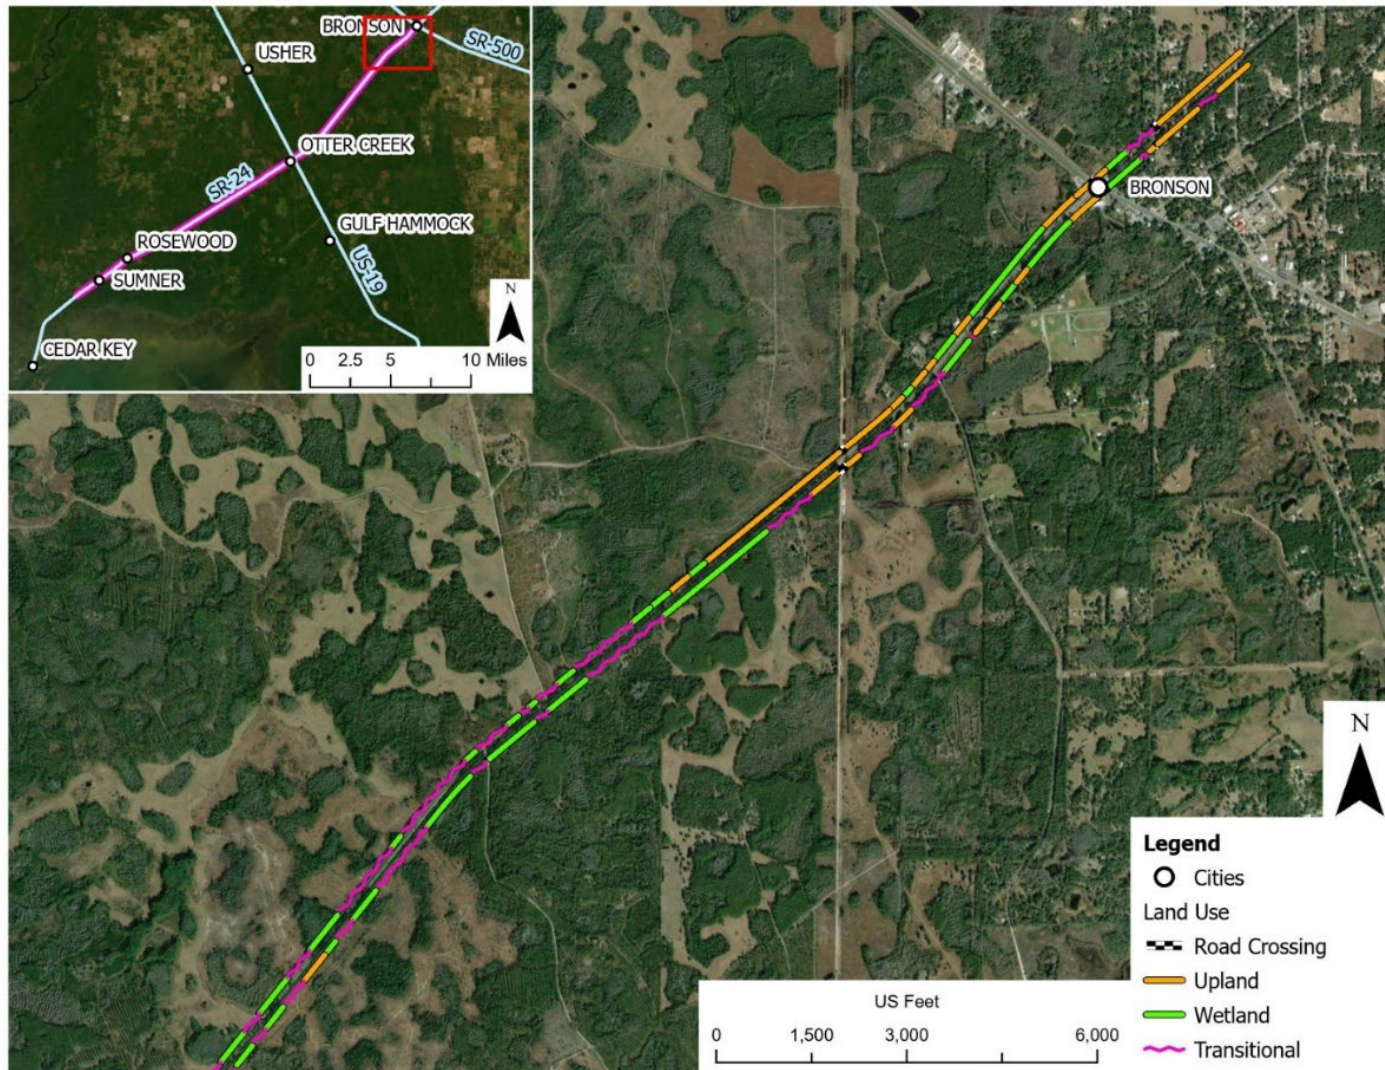 BRONSON
USHER
SR-500
OTTER CREEK
SR-24
GULF HAMMOCK
ROSEWOOD
US-19
SUMNER
N
CEDAR KEY
0 2.5 5 10 Miles
BRONSON
N
Legend
Cities
Land Use
Road Crossing
Upland
Wetland
Transitional
US Feet
0 1,500 3,000 6,000